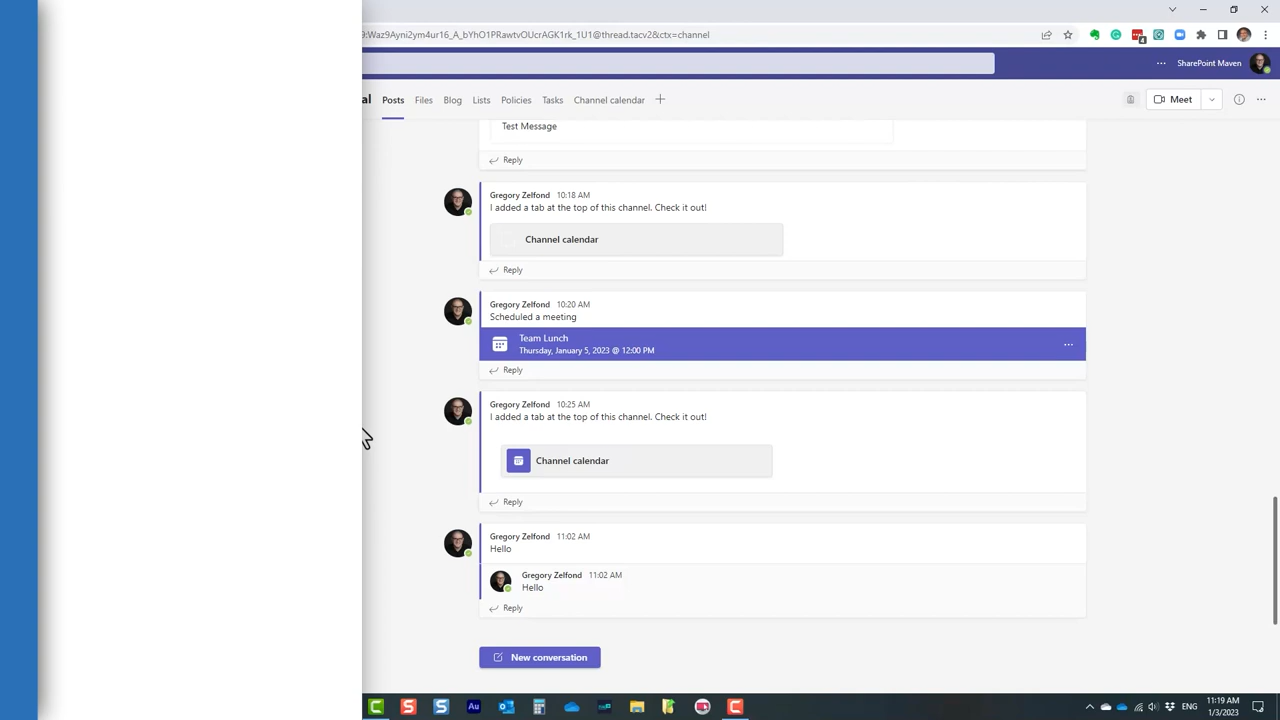 9:Waz9Ayni2ym4ur16_A_bYhO1PRawtvOUcrAGK1rk_1U1@thread.tacv2&ctx=channel
4
SharePoint Maven
al Posts Files Blog Lists Policies Tasks Channel calendar
Meet
Test Message
Reply
Gregory Zelfond 10:18 AM
I added a tab at the top of this channel. Check it out!
Channel calendar
Reply
Gregory Zelfond 10:20 AM
Scheduled a meeting
Team Lunch
Thursday, January 5, 2023 @ 12:00 PM
Reply
Gregory Zelfond 10:25 AM
I added a tab at the top of this channel. Check it out!
Channel calendar
Reply
Gregory Zelfond 11:02 AM
Hello
Gregory Zelfond 11:02 AM
Hello
Reply
New conversation
C S S Au C
ENG
11:19 AM
1/3/2023